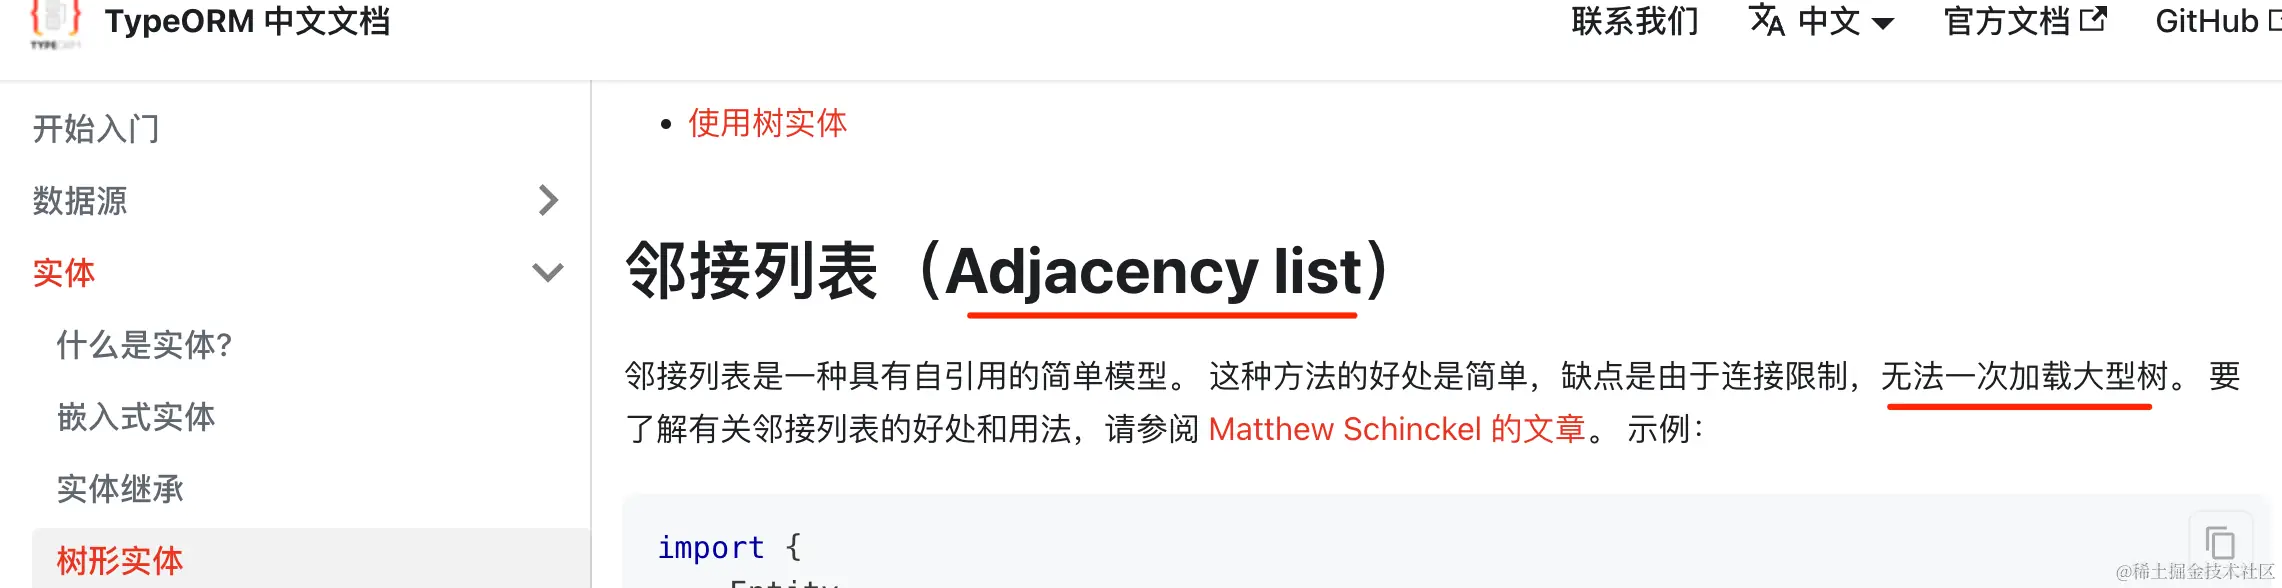 TypeORM 中文文档
联系我们 中文 官方文档 GitHub
开始入门
数据源
实体
什么是实体?
嵌入式实体
实体继承
树形实体
使用树实体
邻接列表（Adjacency list）
邻接列表是一种具有自引用的简单模型。 这种方法的好处是简单，缺点是由于连接限制，无法一次加载大型树。 要
了解有关邻接列表的好处和用法，请参阅 Matthew Schinckel 的文章。 示例：
import {
Entity
@稀土掘金技术社区